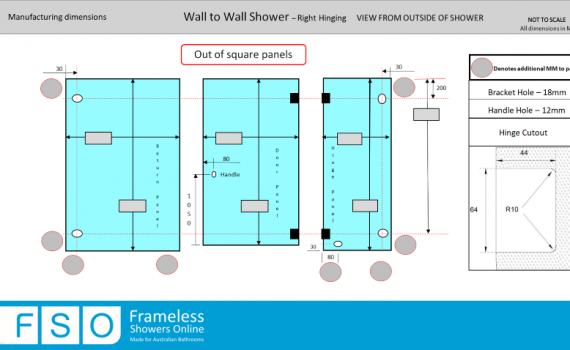 Manufacturing dimensions
Wall to Wall Shower – Right Hinging VIEW FROM OUTSIDE OF SHOWER
NOT TO SCALE
All dimensions in M
Out of square panels
30
30
200
Denotes additional MM to p
Bracket Hole – 18mm
Handle Hole – 12mm
Hinge Cutout
44
64
R10
Return Panel
Door Panel
Hinge Panel
80
Handle
1050
30
80
FSO
Frameless
Showers Online
Made for Australian Bathrooms